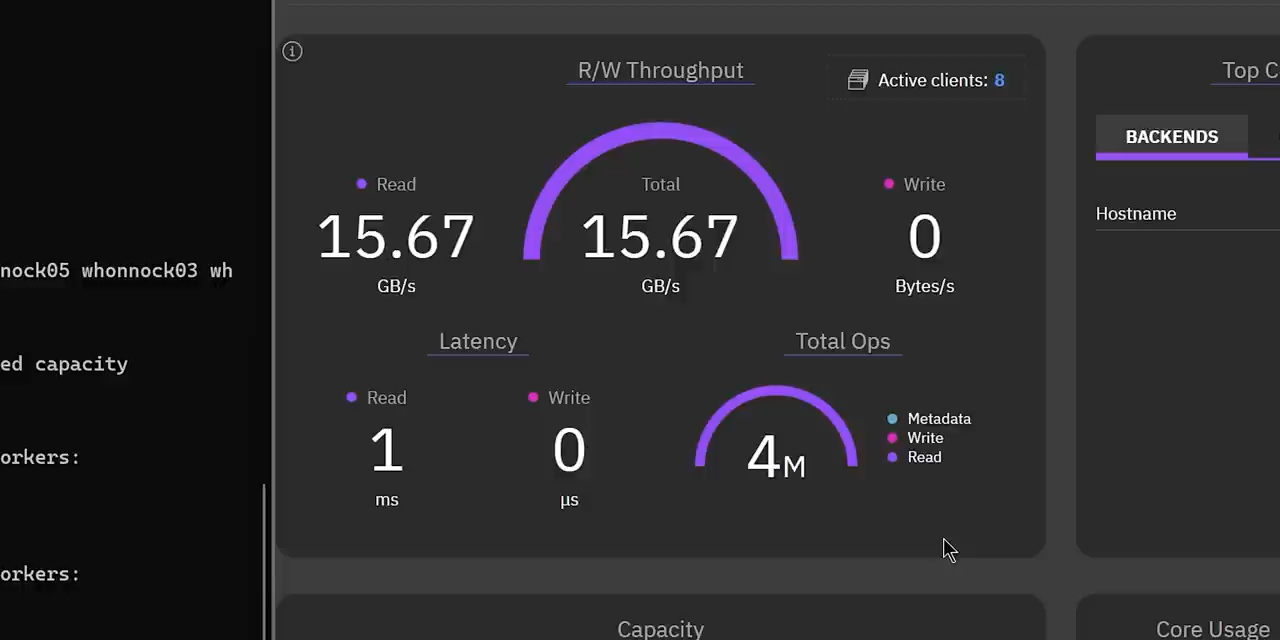 nock05 whonnock03 wh
ed capacity
orkers:
orkers:
R/W Throughput
Active clients: 8
Read
15.67
GB/s
Total
15.67
GB/s
Write
0
Bytes/s
Latency
Read
1
ms
Write
0
µs
Total Ops
4M
Metadata
Write
Read
Capacity
Top C
BACKENDS
Hostname
Core Usage